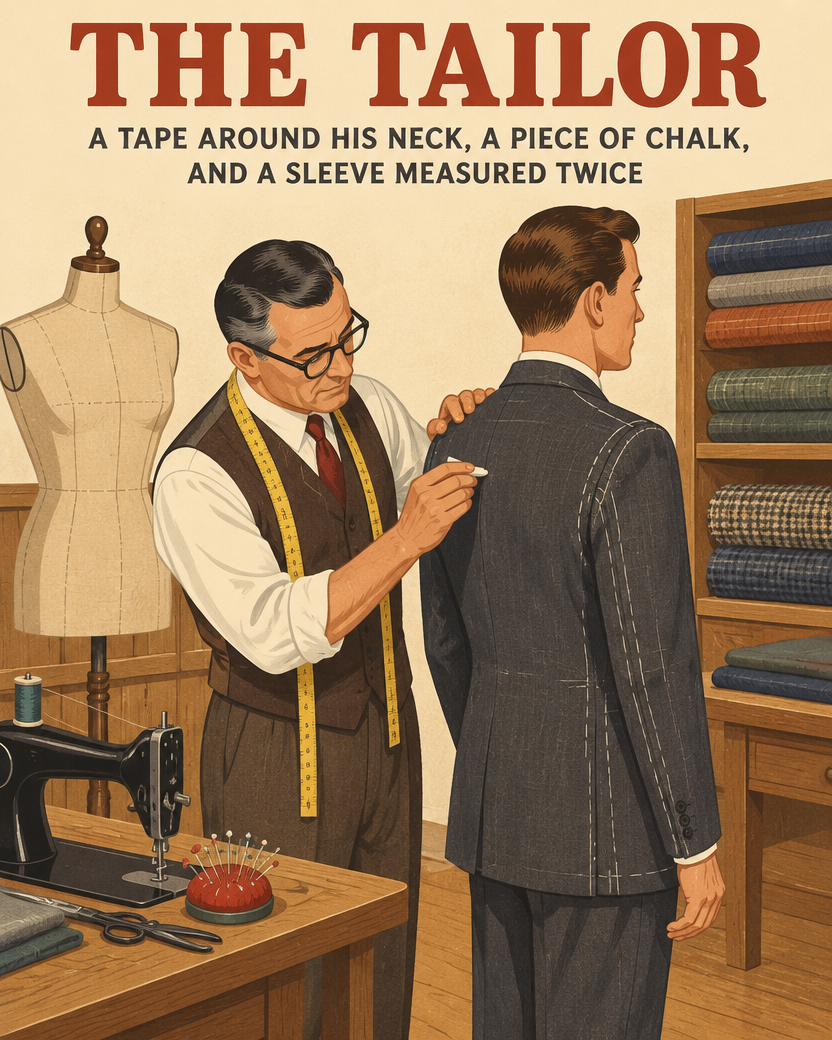 THE TAILOR
A TAPE AROUND HIS NECK, A PIECE OF CHALK,
AND A SLEEVE MEASURED TWICE